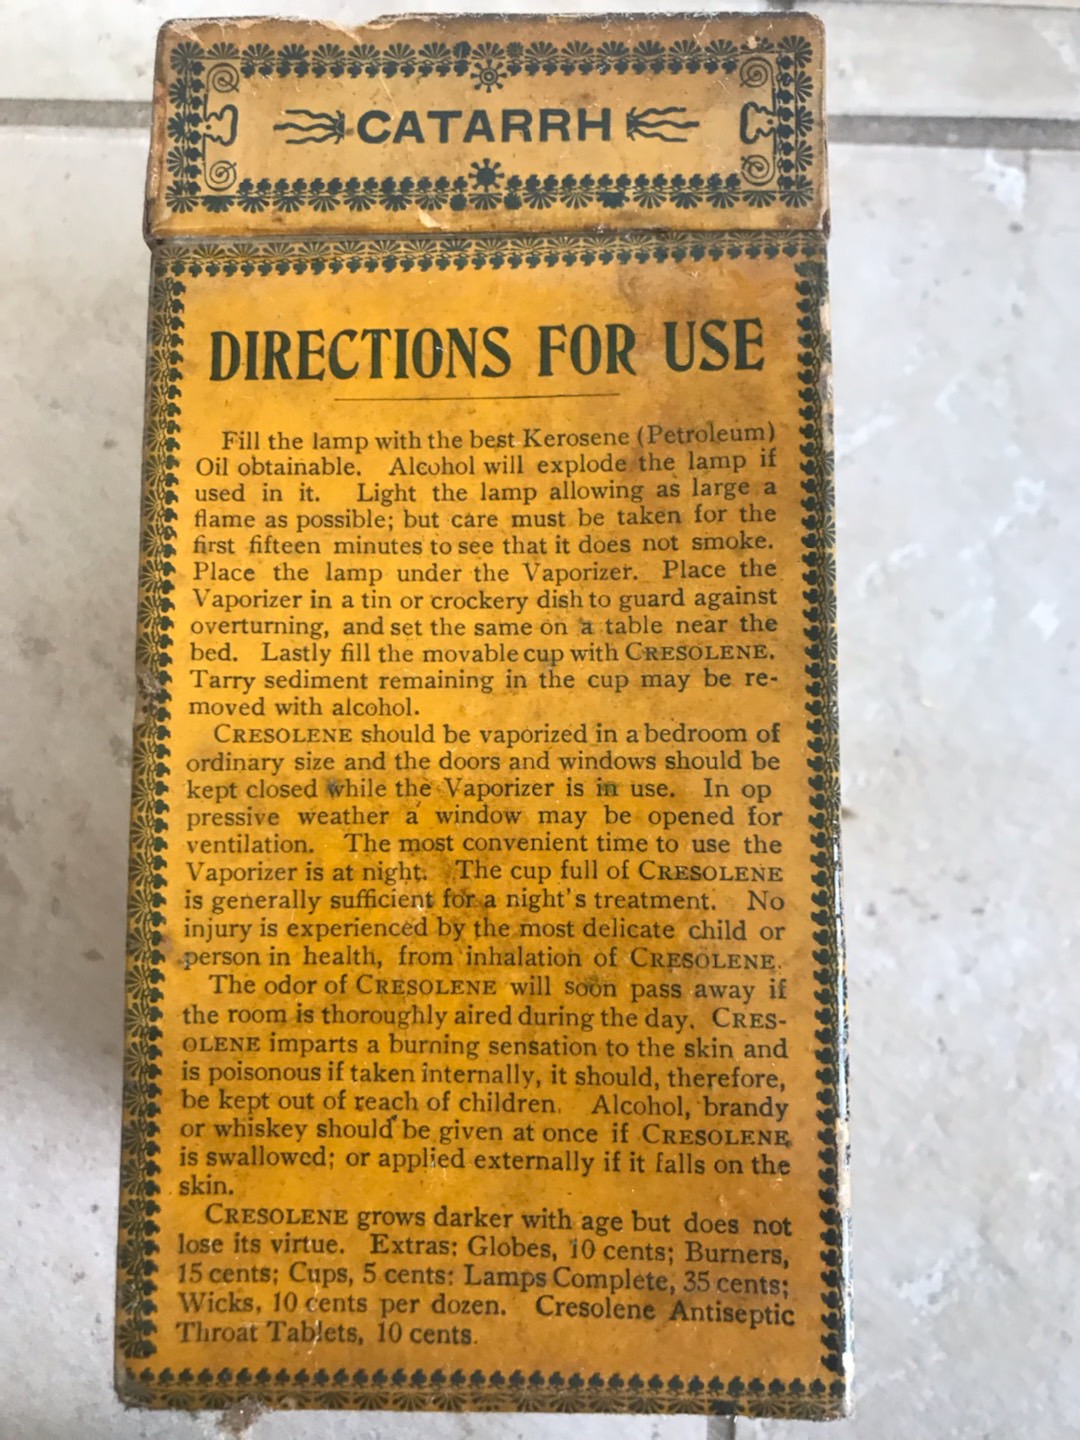 CATARRH
DIRECTIONS FOR USE
Fill the lamp with the best Kerosene (Petroleum)
Oil obtainable. Alcohol will explode the lamp if
used in it. Light the lamp allowing as large a
flame as possible; but care must be taken for the
first fifteen minutes to see that it does not smoke.
Place the lamp under the Vaporizer. Place the
Vaporizer in a tin or crockery dish to guard against
overturning, and set the same on a table near the
bed. Lastly fill the movable cup with CRESOLENE.
Tarry sediment remaining in the cup may be re-
moved with alcohol.
CRESOLENE should be vaporized in a bedroom of
ordinary size and the doors and windows should be
kept closed while the Vaporizer is in use. In op
pressive weather a window may be opened for
ventilation. The most convenient time to use the
Vaporizer is at night. The cup full of CRESOLENE
is generally sufficient for a night's treatment. No
injury is experienced by the most delicate child or
person in health, from inhalation of CRESOLENE.
The odor of CRESOLENE will soon pass away if
the room is thoroughly aired during the day. CRES-
OLENE imparts a burning sensation to the skin and
is poisonous if taken internally, it should, therefore,
be kept out of reach of children. Alcohol, brandy
or whiskey should be given at once if CRESOLENE
is swallowed; or applied externally if it falls on the
skin.
CRESOLENE grows darker with age but does not
lose its virtue. Extras: Globes, 10 cents; Burners,
15 cents; Cups, 5 cents: Lamps Complete, 35 cents;
Wicks, 10 cents per dozen. Cresolene Antiseptic
Throat Tablets, 10 cents.